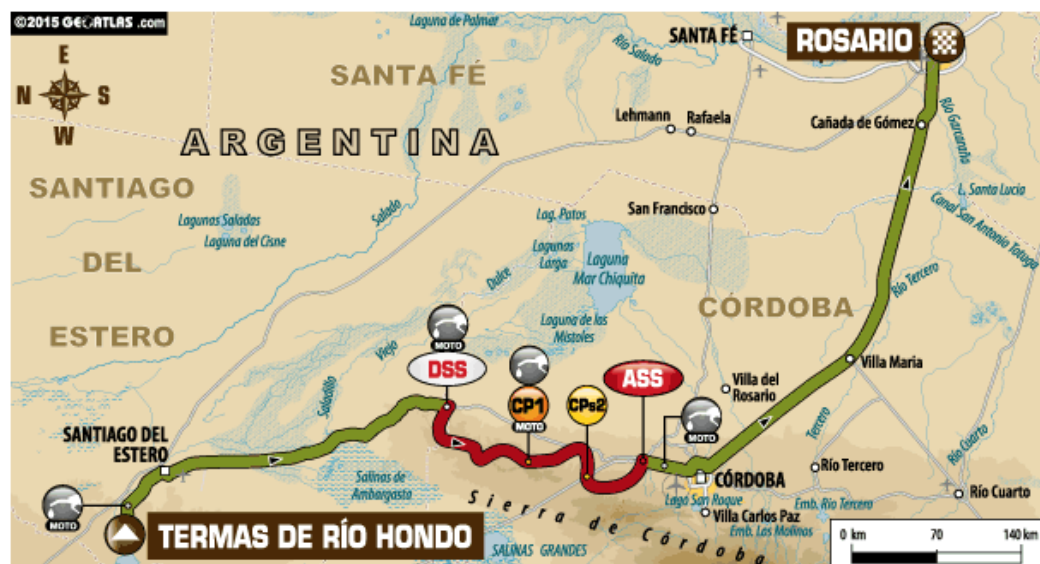 ©2015 GEOATLAS.com
E
N S
W
Laguna de Palmar
Río Salado
SANTA FÉ
ROSARIO
SANTA FÉ
Lehmann
Rafaela
Cañada de Gómez
Río Carcaraña
ARGENTINA
SANTIAGO
DEL
ESTERO
Lagunas Saladas
Laguna del Cisne
Salado
Lag. Patos
San Francisco
L. Santa Lucia
Canal San Antonio Totuga
Lagunas
Larga
Laguna
Mar Chiquita
Dulce
Río Tercero
CÓRDOBA
Laguna de los
Mistoles
Viejo
Saladillo
MOTO
DSS
MOTO
CP1
CPs2
ASS
Villa del
Rosario
Villa Maria
MOTO
SANTIAGO DEL
ESTERO
Salinas de
Ambargasta
Tercero
Río Cuarto
CÓRDOBA
Río Tercero
Río Cuarto
MOTO
Sierra de Córdoba
Lago San Roque
Villa Carlos Paz
Emb. Río Tercero
Emb. Los Molinos
TERMAS DE RÍO HONDO
SALINAS GRANDES
0 km 70 140 km